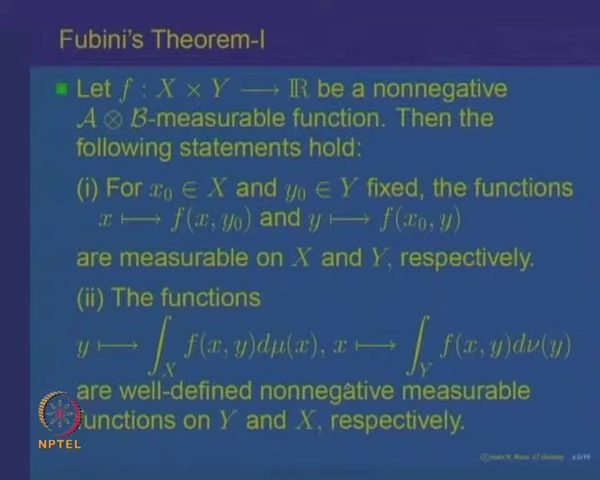 Fubini's Theorem-I
Let f : X × Y ⟶ ℝ be a nonnegative
𝒜 ⊗ ℬ-measurable function. Then the
following statements hold:
(i) For x₀ ∈ X and y₀ ∈ Y fixed, the functions
x ⟼ f(x, y₀) and y ⟼ f(x₀, y)
are measurable on X and Y, respectively.
(ii) The functions
y ⟼ ∫_X f(x, y)dμ(x), x ⟼ ∫_Y f(x, y)dν(y)
are well-defined nonnegative measurable
functions on Y and X, respectively.
NPTEL